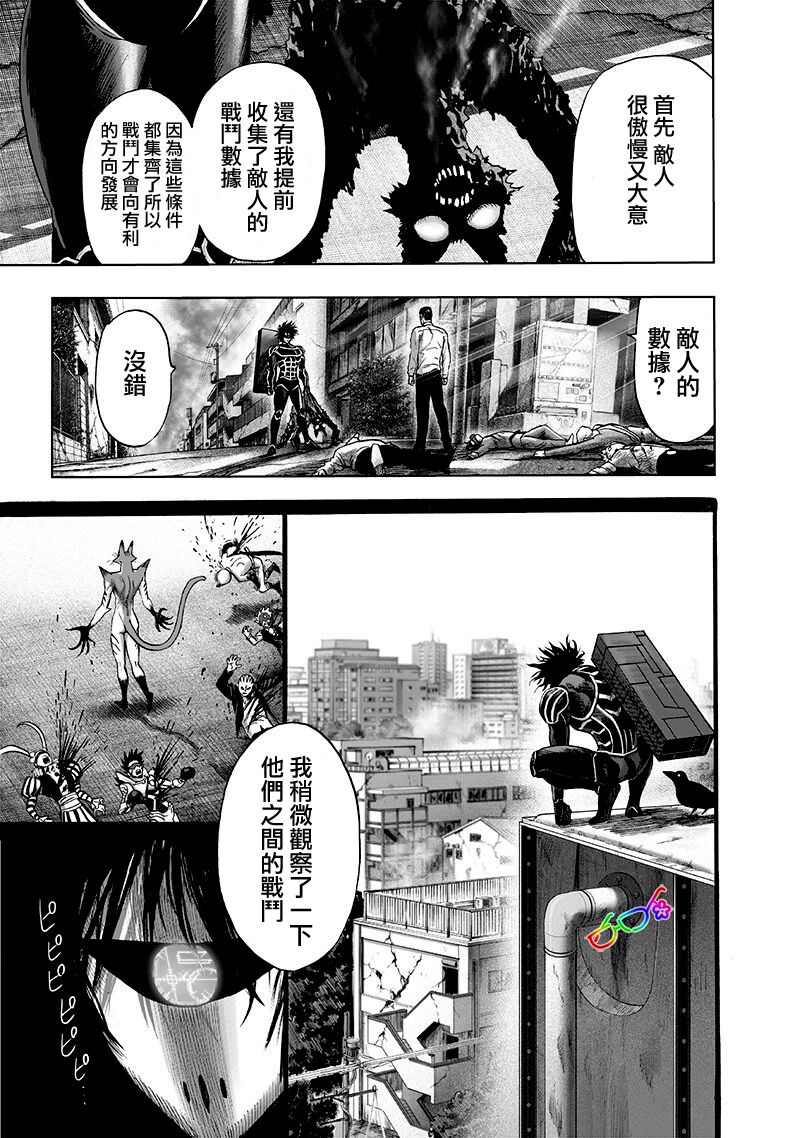 首先 敵人
很傲慢又大意
還有我提前
收集了敵人的
戰鬥數據
因為這些條件
都集齊了所以
戰鬥才會向有利
的方向發展
敵人的
數據?
沒錯
我稍微觀察了一下
他們之間的戰鬥
ピピピピピピピ…